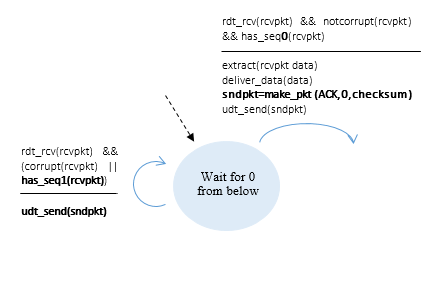 rdt_rcv(rcvpkt) && notcorrupt(rcvpkt)
&& has_seq0(rcvpkt)
extract(rcvpkt data)
deliver_data(data)
sndpkt=make_pkt (ACK,0,checksum)
udt_send(sndpkt)
rdt_rcv(rcvpkt) &&
(corrupt(rcvpkt) ||
has_seq1(rcvpkt))
udt_send(sndpkt)
Wait for 0
from below